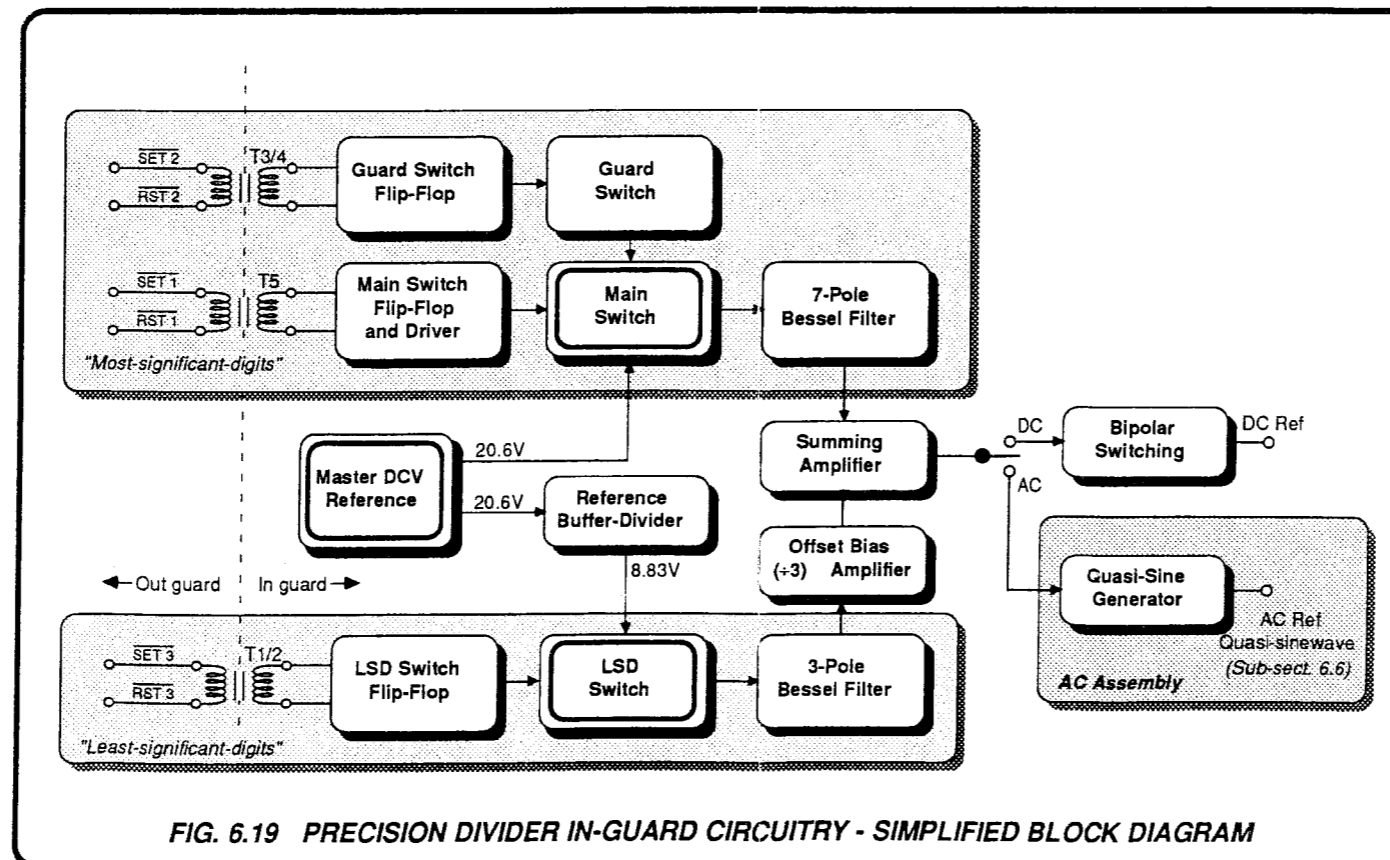 SET 2
T3/4
RST 2
Guard Switch
Flip-Flop
Guard
Switch
SET 1
T5
RST 1
Main Switch
Flip-Flop
and Driver
Main
Switch
7-Pole
Bessel Filter
"Most-significant-digits"
Master DCV
Reference
20.6V
20.6V
Reference
Buffer-Divider
8.83V
Summing
Amplifier
Offset Bias
(÷3) Amplifier
DC
AC
Bipolar
Switching
DC Ref
Out guard
In guard
Quasi-Sine
Generator
AC Ref
Quasi-sinewave
(Sub-sect. 6.6)
AC Assembly
SET 3
T1/2
RST 3
LSD Switch
Flip-Flop
LSD
Switch
3-Pole
Bessel Filter
"Least-significant-digits"
FIG. 6.19 PRECISION DIVIDER IN-GUARD CIRCUITRY - SIMPLIFIED BLOCK DIAGRAM